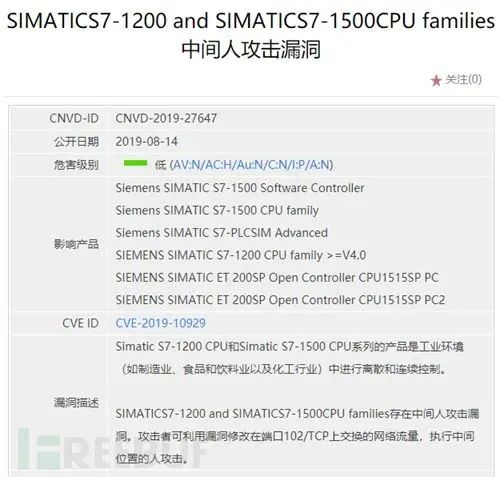 SIMATICS7-1200 and SIMATICS7-1500CPU families
中间人攻击漏洞
★ 关注(0)
CNVD-ID CNVD-2019-27647
公开日期 2019-08-14
危害级别 低 (AV:N/AC:H/Au:N/C:N/I:P/A:N)
影响产品
Siemens SIMATIC S7-1500 Software Controller
Siemens SIMATIC S7-1500 CPU family
Siemens SIMATIC S7-PLCSIM Advanced
SIEMENS SIMATIC S7-1200 CPU family >=V4.0
SIEMENS SIMATIC ET 200SP Open Controller CPU1515SP PC
SIEMENS SIMATIC ET 200SP Open Controller CPU1515SP PC2
CVE ID CVE-2019-10929
漏洞描述
Simatic S7-1200 CPU和Simatic S7-1500 CPU系列的产品是工业环境
（如制造业、食品和饮料业以及化工行业）中进行离散和连续控制。
SIMATICS7-1200 and SIMATICS7-1500CPU families存在中间人攻击漏
洞。攻击者可利用漏洞修改在端口102/TCP上交换的网络流量，执行中间
位置的人攻击。
FREEBUF